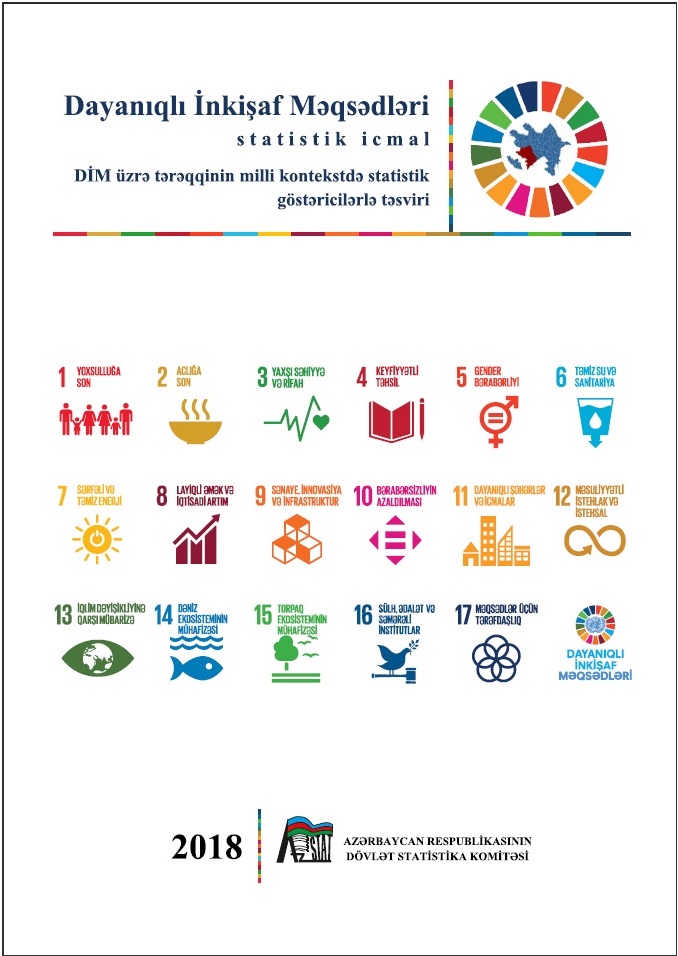 Dayanıqlı İnkişaf Məqsədləri
statistik icmal
DİM üzrə tərəqqinin milli kontekstdə statistik
göstəricilərlə təsviri
1 YOXSULLUĞA
SON
2 ACLIĞA
SON
3 YAXŞI SƏHİYYƏ
VƏ RİFAH
4 KEYFİYYƏTLİ
TƏHSİL
5 GENDER
BƏRABƏRLİYİ
6 TƏMİZ SU VƏ
SANİTARİYA
7 SƏRFƏLİ VƏ
TƏMİZ ENERJİ
8 LAYİQLİ ƏMƏK VƏ
İQTİSADİ ARTIM
9 SƏNAYE, İNNOVASİYA
VƏ İNFRASTRUKTUR
10 BƏRABƏRSİZLİYİN
AZALDILMASI
11 DAYANIQLI ŞƏHƏRLƏR
VƏ İCMALAR
12 MƏSULİYYƏTLİ
İSTEHLAK VƏ
İSTEHSAL
13 İQLİM DƏYİŞİKLİYİNƏ
QARŞI MÜBARİZƏ
14 DƏNİZ
EKOSİSTEMİNİN
MÜHAFİZƏSİ
15 TORPAQ
EKOSİSTEMİNİN
MÜHAFİZƏSİ
16 SÜLH, ƏDALƏT VƏ
SƏMƏRƏLİ
İNSTİTUTLAR
17 MƏQSƏDLƏR ÜÇÜN
TƏRƏFDAŞLIQ
DAYANIQLI
İNKİŞAF
MƏQSƏDLƏRİ
2018
AzSTAT
AZƏRBAYCAN RESPUBLİKASININ
DÖVLƏT STATİSTİKA KOMİTƏSİ